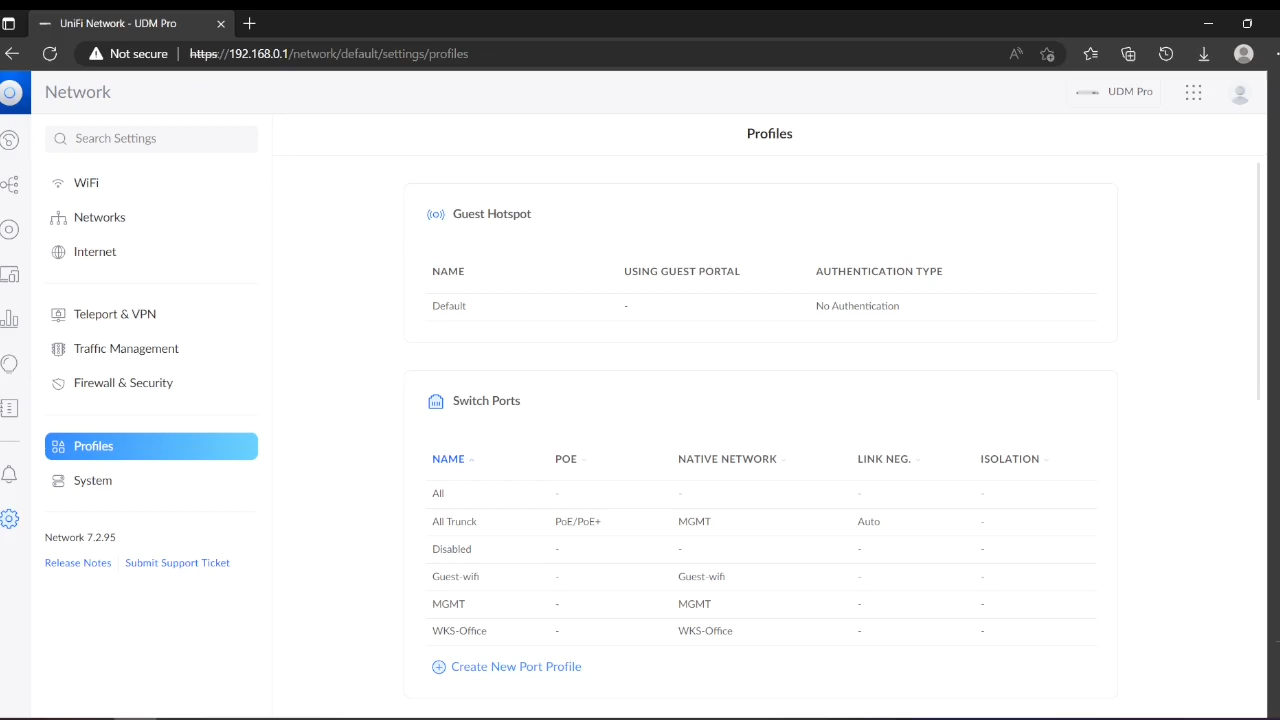 UniFi Network - UDM Pro
Not secure | https://192.168.0.1/network/default/settings/profiles
Network
UDM Pro
Search Settings
WiFi
Networks
Internet
Teleport & VPN
Traffic Management
Firewall & Security
Profiles
System
Network 7.2.95
Release Notes Submit Support Ticket
Profiles
Guest Hotspot
NAME USING GUEST PORTAL AUTHENTICATION TYPE
Default - No Authentication
Switch Ports
NAME POE NATIVE NETWORK LINK NEG. ISOLATION
All - - - -
All Trunck PoE/PoE+ MGMT Auto -
Disabled - - - -
Guest-wifi - Guest-wifi - -
MGMT - MGMT - -
WKS-Office - WKS-Office - -
Create New Port Profile